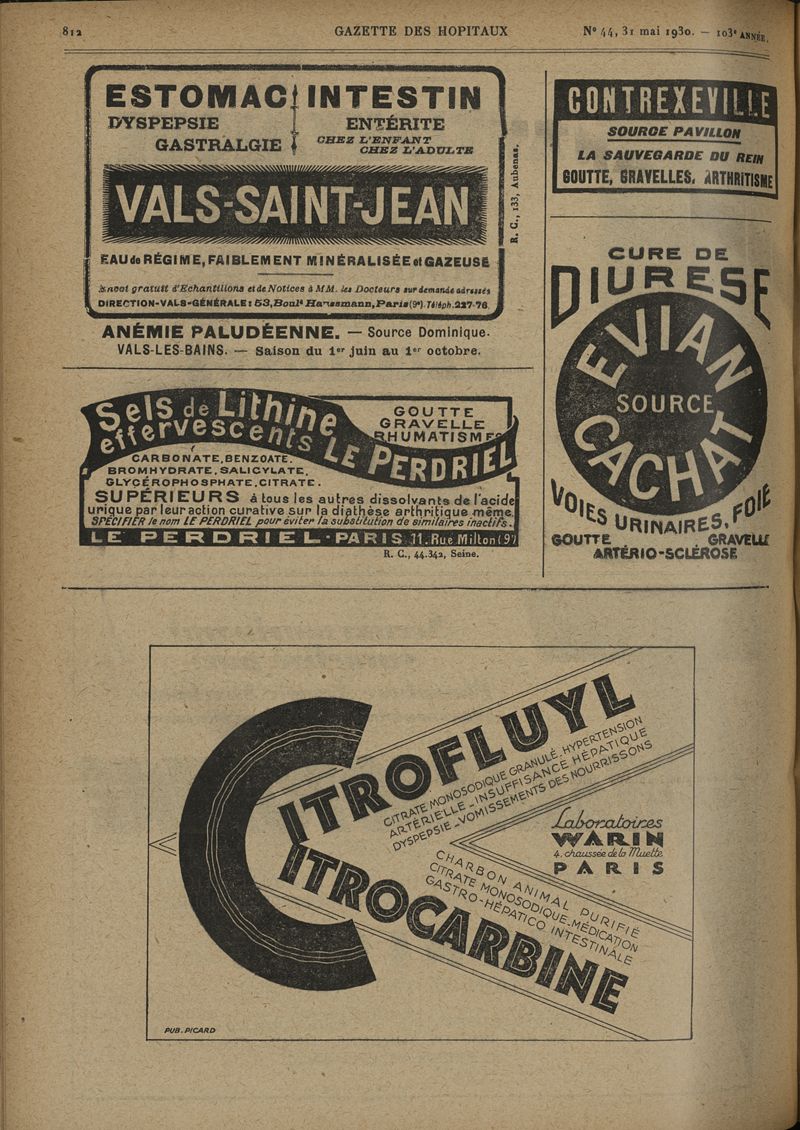 812
GAZETTE DES HOPITAUX
N° 44, 31 mai 1930. — 103e ANNÉE.
ESTOMAC INTESTIN
DYSPEPSIE ENTÉRITE
GASTRALGIE CHEZ L'ENFANT
CHEZ L'ADULTE
VALS-SAINT-JEAN
EAU de RÉGIME, FAIBLEMENT MINÉRALISÉE et GAZEUSE
Envoi gratuit d'Echantillons et de Notices à MM. les Docteurs sur demande adressés
DIRECTION-VALS-GÉNÉRALE: 53, Boul d Haussmann, Paris (9e). Téléph. 227-76
R. C., 133, Aubenas.
ANÉMIE PALUDÉENNE. — Source Dominique.
VALS-LES-BAINS. — Saison du 1er juin au 1er octobre.
CONTREXEVILLE
SOURCE PAVILLON
LA SAUVEGARDE DU REIN
GOUTTE, GRAVELLES, ARTHRITISME
CURE DE
DIURESE
EVIAN
SOURCE
CACHAT
VOIES URINAIRES, FOIE
GOUTTE GRAVELLE
ARTÉRIO-SCLÉROSE
Sels de Lithine
effervescents LE PERDRIEL
GOUTTE
GRAVELLE
RHUMATISMES
CARBONATE, BENZOATE.
BROMHYDRATE, SALICYLATE,
GLYCÉROPHOSPHATE, CITRATE.
SUPÉRIEURS à tous les autres dissolvants de l'acide
urique par leur action curative sur la diathèse arthritique même.
SPÉCIFIER le nom LE PERDRIEL pour éviter la substitution de similaires inactifs.
LE PERDRIEL - PARIS 11. Rue Milton (9e)
R. C., 44.342, Seine.
CITROFLUYL
CITRATE MONOSODIQUE GRANULÉ - HYPERTENSION
ARTÉRIELLE - INSUFFISANCE HÉPATIQUE
DYSPEPSIE - VOMISSEMENTS DES NOURRISSONS
Laboratoires
WARIN
4. chaussée de la Muette
PARIS
CHARBON ANIMAL PURIFIÉ
CITRATE MONOSODIQUE - MÉDICATION
GASTRO-HÉPATICO INTESTINALE
CITROCARBINE
PUB. PICARD